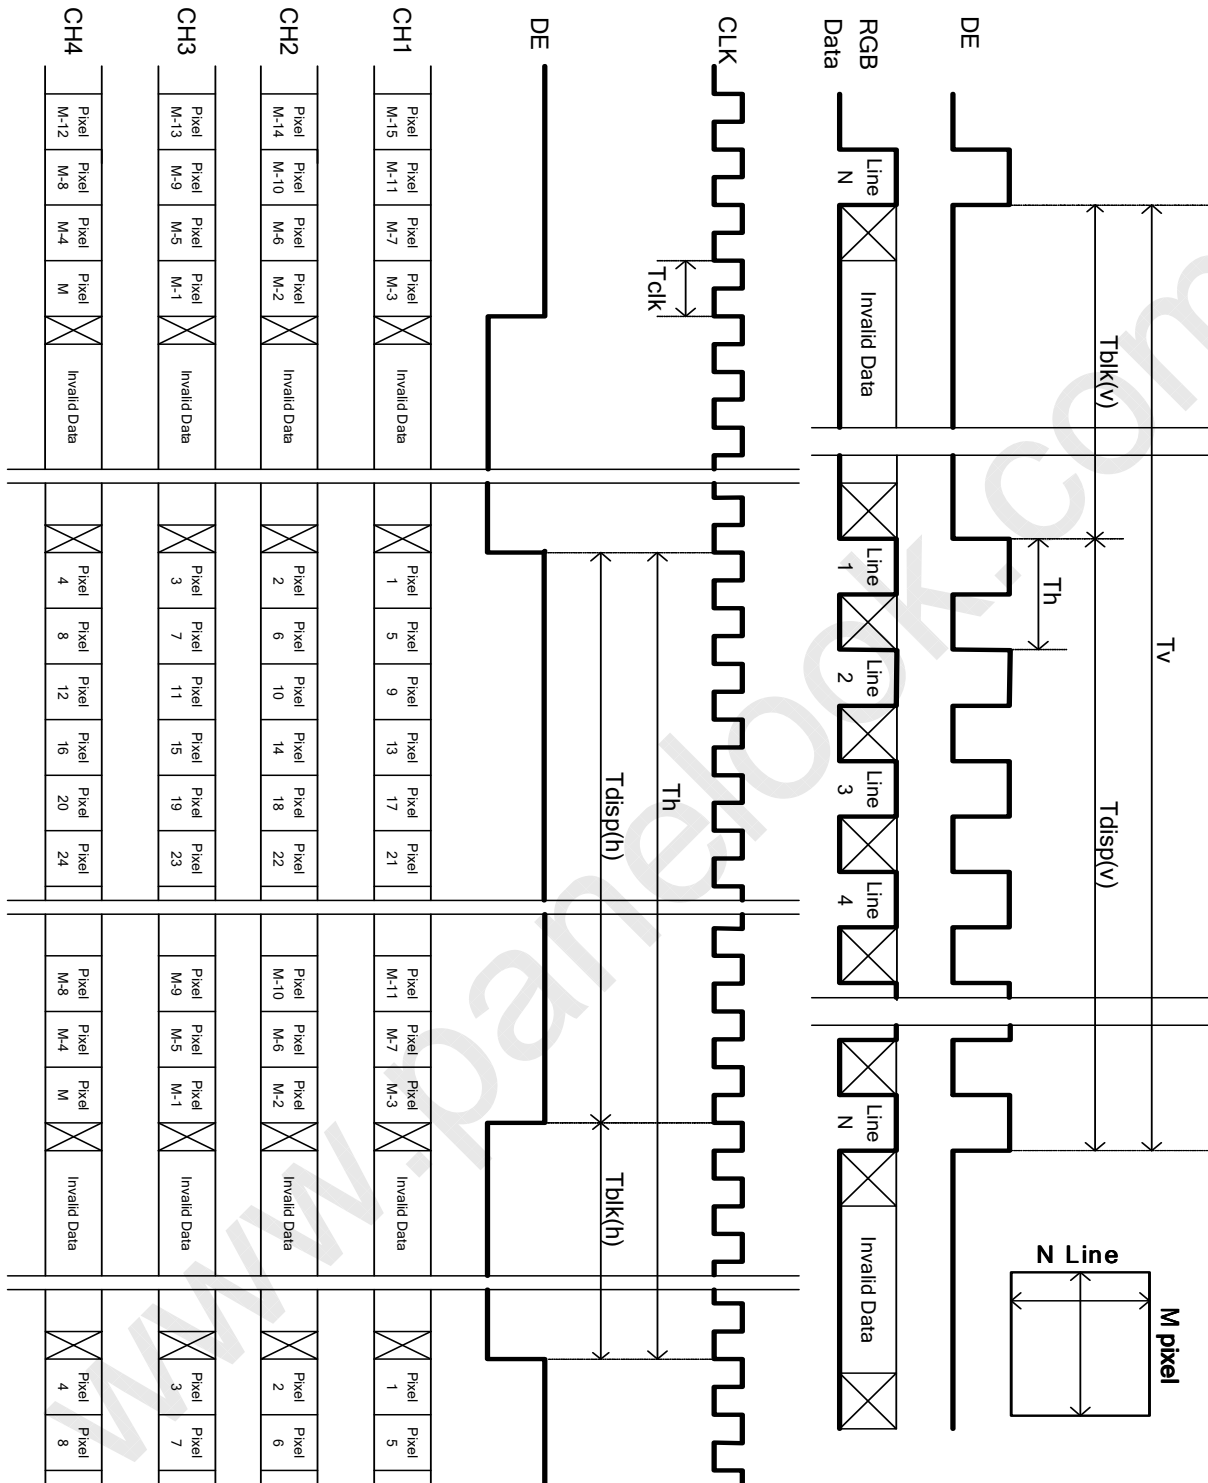 Tv
Tblk(v)
Tdisp(v)
Th
DE
RGB
Data
Line
N
Invalid Data
Line
1
Line
2
Line
3
Line
4
Line
N
Invalid Data
N Line
M pixel
CLK
Tclk
Th
DE
Tdisp(h)
Tblk(h)
CH1
Pixel M-15
Pixel M-11
Pixel M-7
Pixel M-3
Invalid Data
Pixel 1
Pixel 5
Pixel 9
Pixel 13
Pixel 17
Pixel 21
Pixel M-11
Pixel M-7
Pixel M-3
Invalid Data
Pixel 1
Pixel 5
CH2
Pixel M-14
Pixel M-10
Pixel M-6
Pixel M-2
Invalid Data
Pixel 2
Pixel 6
Pixel 10
Pixel 14
Pixel 18
Pixel 22
Pixel M-10
Pixel M-6
Pixel M-2
Invalid Data
Pixel 2
Pixel 6
CH3
Pixel M-13
Pixel M-9
Pixel M-5
Pixel M-1
Invalid Data
Pixel 3
Pixel 7
Pixel 11
Pixel 15
Pixel 19
Pixel 23
Pixel M-9
Pixel M-5
Pixel M-1
Invalid Data
Pixel 3
Pixel 7
CH4
Pixel M-12
Pixel M-8
Pixel M-4
Pixel M
Invalid Data
Pixel 4
Pixel 8
Pixel 12
Pixel 16
Pixel 20
Pixel 24
Pixel M-8
Pixel M-4
Pixel M
Invalid Data
Pixel 4
Pixel 8
www.panelook.com